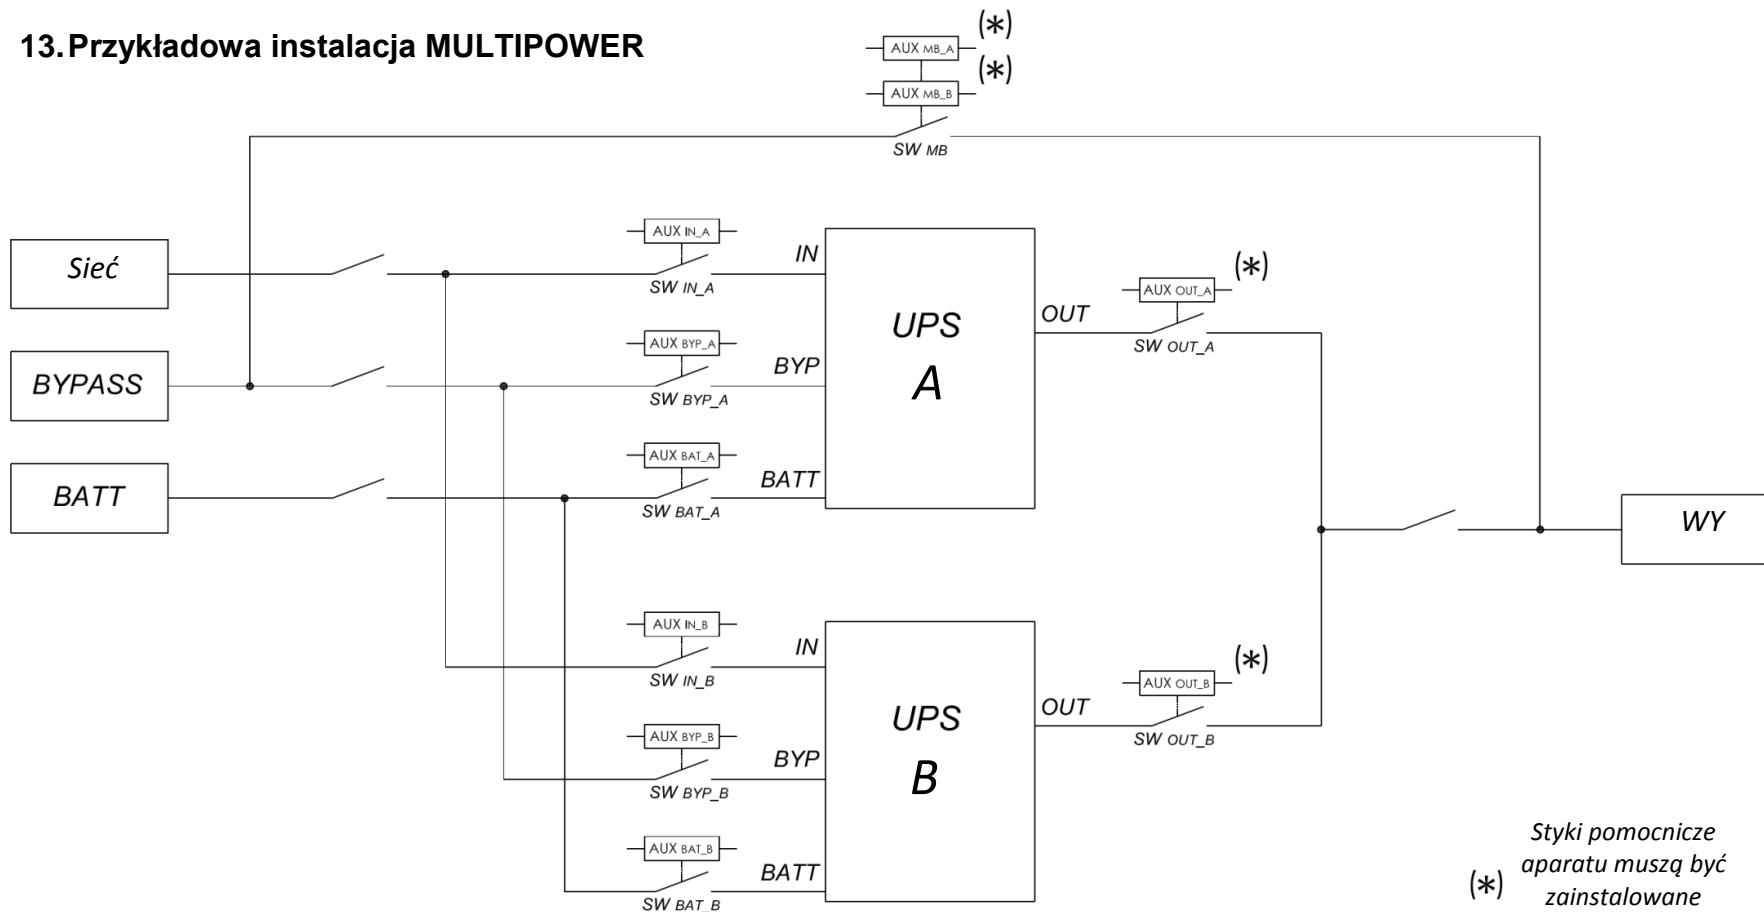 13. Przykładowa instalacja MULTIPOWER
AUX MB_A (*)
AUX MB_B (*)
SW MB
Sieć
AUX IN_A
SW IN_A
IN
BYPASS
AUX BYP_A
SW BYP_A
BYP
BATT
AUX BAT_A
SW BAT_A
BATT
UPS
A
OUT
AUX OUT_A (*)
SW OUT_A
WY
AUX IN_B
SW IN_B
IN
AUX BYP_B
SW BYP_B
BYP
AUX BAT_B
SW BAT_B
BATT
UPS
B
OUT
AUX OUT_B (*)
SW OUT_B
Styki pomocnicze
aparatu muszą być
(*) zainstalowane